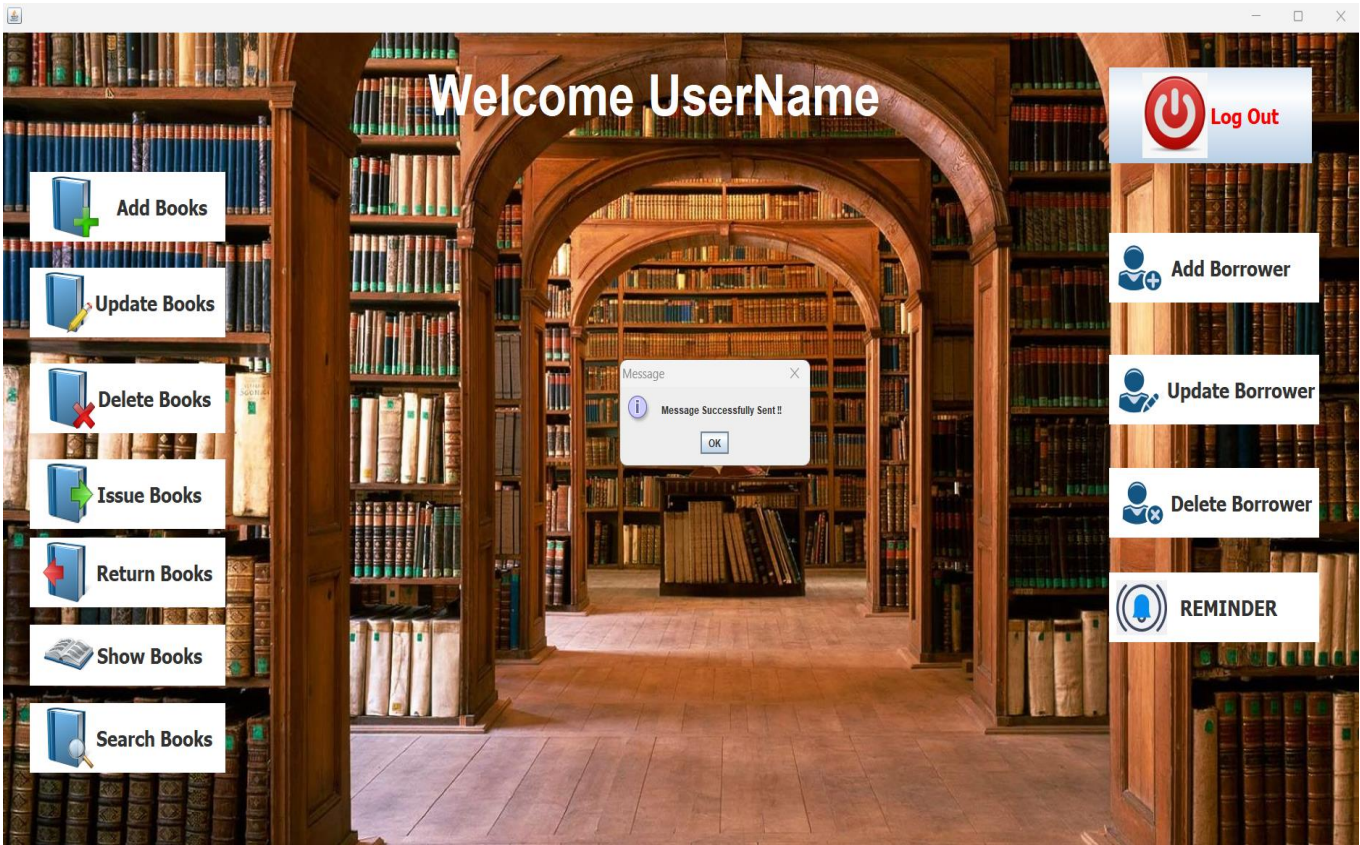 Welcome UserName
Log Out
Add Books
Update Books
Delete Books
Issue Books
Return Books
Show Books
Search Books
Message
Message Successfully Sent !!
OK
Add Borrower
Update Borrower
Delete Borrower
REMINDER